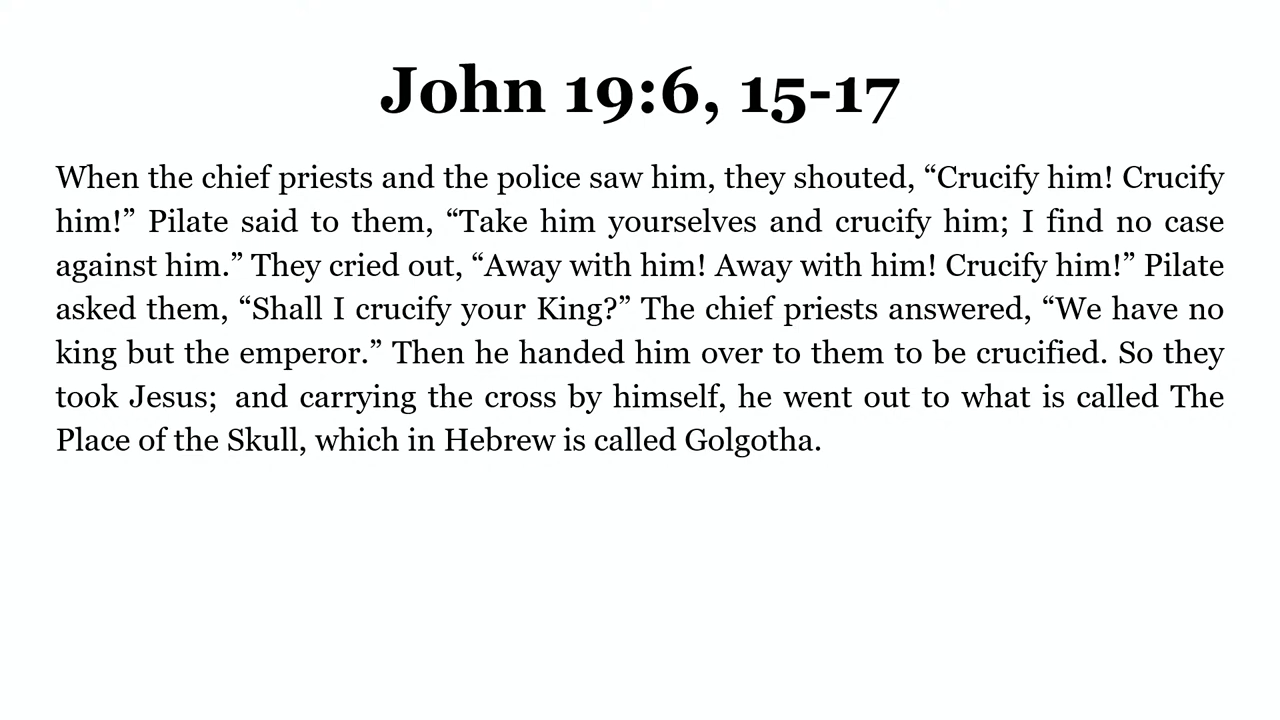 John 19:6, 15-17
When the chief priests and the police saw him, they shouted, “Crucify him! Crucify
him!” Pilate said to them, “Take him yourselves and crucify him; I find no case
against him.” They cried out, “Away with him! Away with him! Crucify him!” Pilate
asked them, “Shall I crucify your King?” The chief priests answered, “We have no
king but the emperor.” Then he handed him over to them to be crucified. So they
took Jesus; and carrying the cross by himself, he went out to what is called The
Place of the Skull, which in Hebrew is called Golgotha.